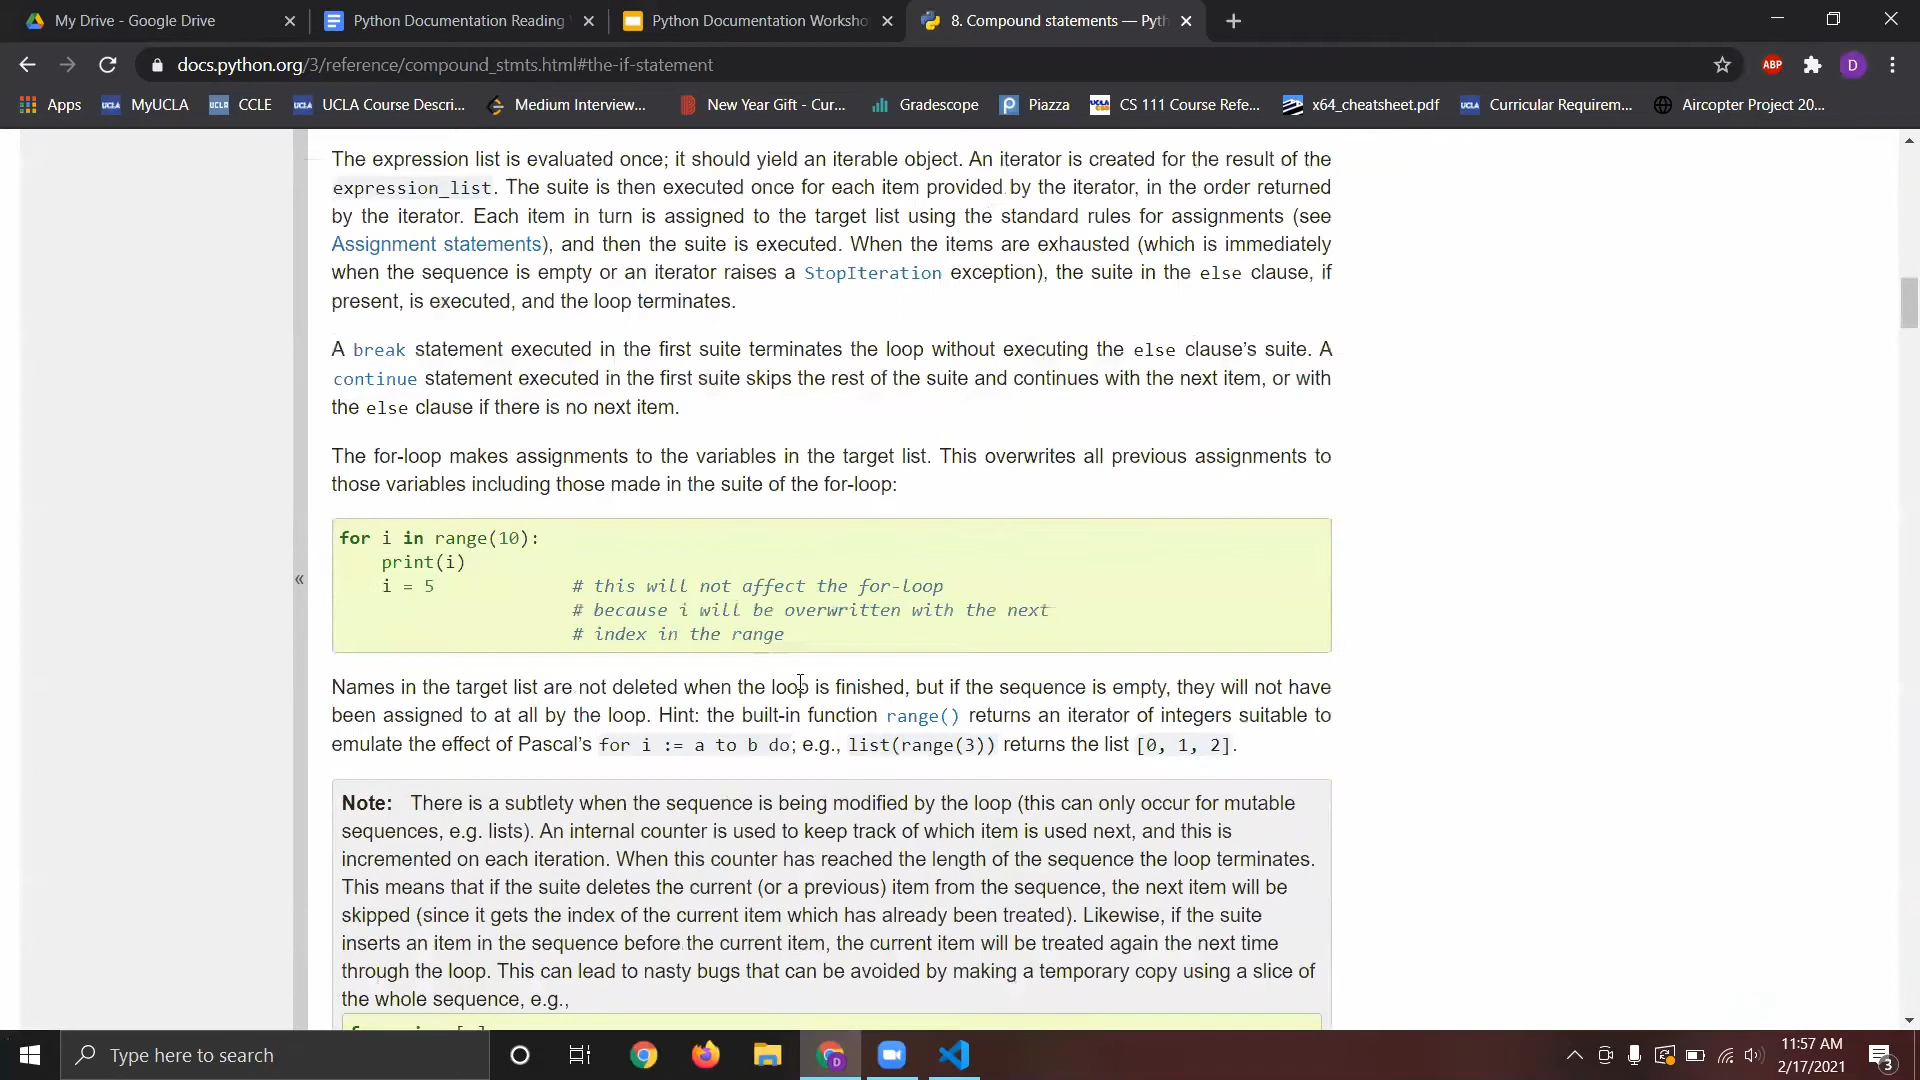 My Drive - Google Drive
Python Documentation Reading
Python Documentation Worksho
8. Compound statements — Pyth
docs.python.org/3/reference/compound_stmts.html#the-if-statement
ABP
D
Apps
MyUCLA
CCLE
UCLA Course Descri...
Medium Interview...
New Year Gift - Cur...
Gradescope
Piazza
CS 111 Course Refe...
x64_cheatsheet.pdf
Curricular Requirem...
Aircopter Project 20...
The expression list is evaluated once; it should yield an iterable object. An iterator is created for the result of the
expression_list. The suite is then executed once for each item provided by the iterator, in the order returned
by the iterator. Each item in turn is assigned to the target list using the standard rules for assignments (see
Assignment statements), and then the suite is executed. When the items are exhausted (which is immediately
when the sequence is empty or an iterator raises a StopIteration exception), the suite in the else clause, if
present, is executed, and the loop terminates.
A break statement executed in the first suite terminates the loop without executing the else clause’s suite. A
continue statement executed in the first suite skips the rest of the suite and continues with the next item, or with
the else clause if there is no next item.
The for-loop makes assignments to the variables in the target list. This overwrites all previous assignments to
those variables including those made in the suite of the for-loop:
for i in range(10):
print(i)
i = 5 # this will not affect the for-loop
# because i will be overwritten with the next
# index in the range
«
Names in the target list are not deleted when the loop is finished, but if the sequence is empty, they will not have
been assigned to at all by the loop. Hint: the built-in function range() returns an iterator of integers suitable to
emulate the effect of Pascal’s for i := a to b do; e.g., list(range(3)) returns the list [0, 1, 2].
Note: There is a subtlety when the sequence is being modified by the loop (this can only occur for mutable
sequences, e.g. lists). An internal counter is used to keep track of which item is used next, and this is
incremented on each iteration. When this counter has reached the length of the sequence the loop terminates.
This means that if the suite deletes the current (or a previous) item from the sequence, the next item will be
skipped (since it gets the index of the current item which has already been treated). Likewise, if the suite
inserts an item in the sequence before the current item, the current item will be treated again the next time
through the loop. This can lead to nasty bugs that can be avoided by making a temporary copy using a slice of
the whole sequence, e.g.,
Type here to search
11:57 AM
2/17/2021
3